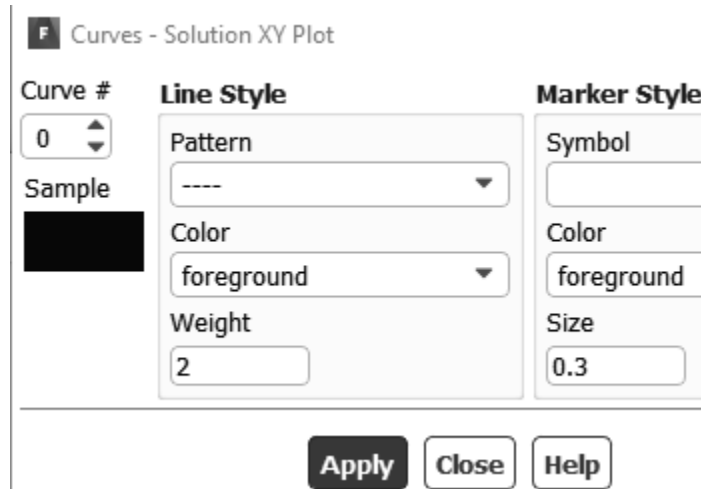 F Curves - Solution XY Plot
Curve # Line Style Marker Style
0 Pattern Symbol
----
Sample
Color Color
foreground foreground
Weight Size
2 0.3
Apply Close Help